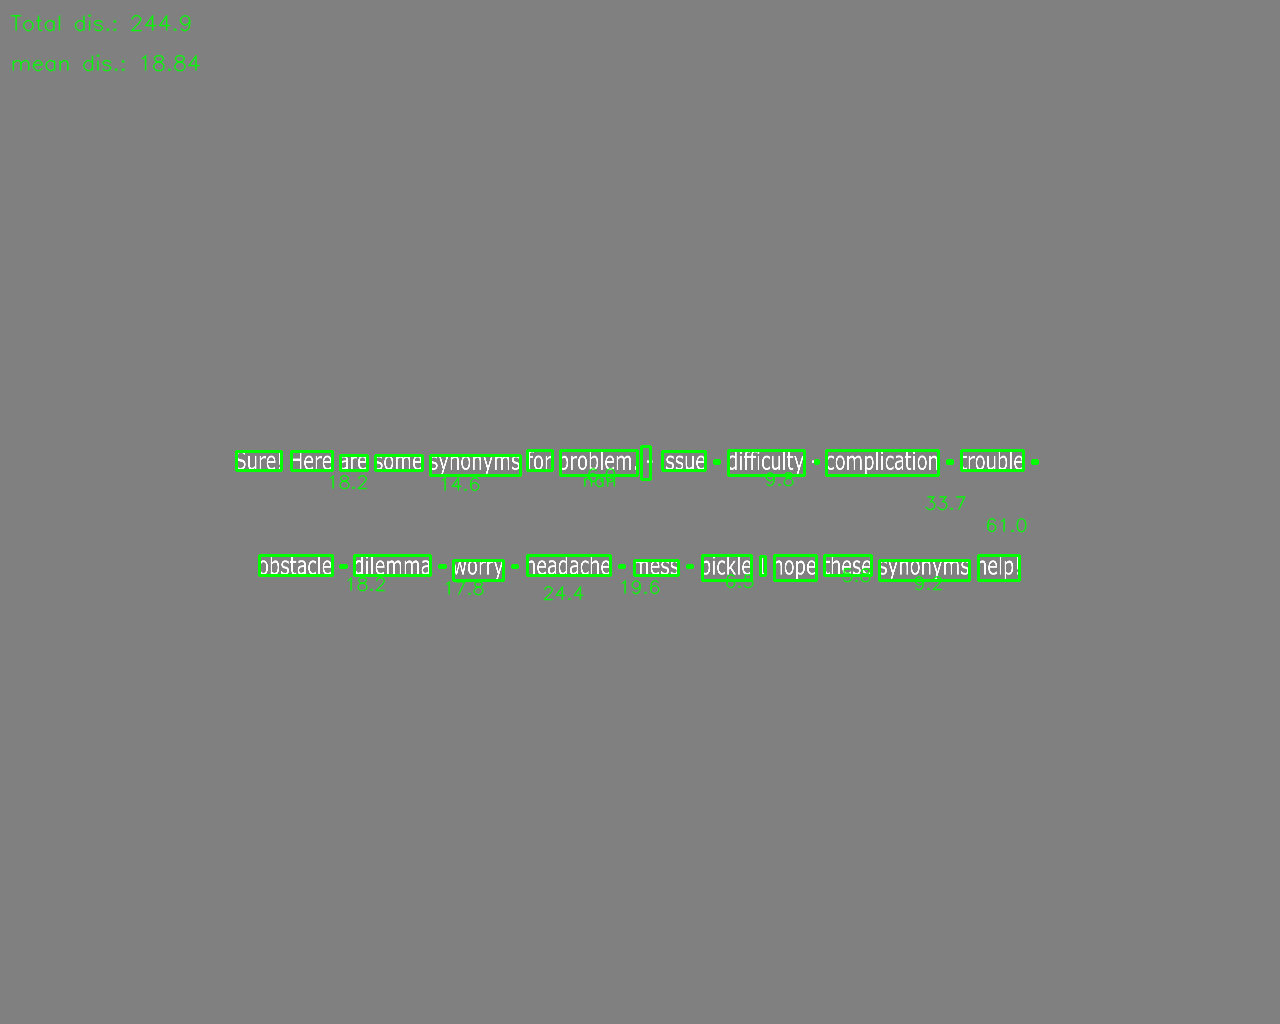 Total dis.: 244.9
mean dis.: 18.84
Sure! Here are some synonyms for problem: - issue - difficulty - complication - trouble -
18.2 14.6 9.8
33.7
61.0
obstacle - dilemma - worry - headache - mess - pickle I hope these synonyms help!
18.2 17.8 24.4 19.6 9.2